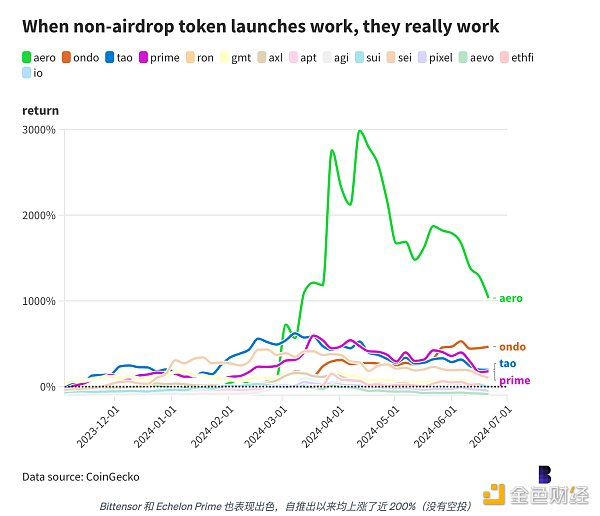 When non-airdrop token launches work, they really work
aero ondo tao prime ron gmt axl apt agi sui sei pixel aevo ethfi
io
return
3000%
2000%
1000%
0%
aero
ondo
tao
prime
2023-12-01 2024-01-01 2024-02-01 2024-03-01 2024-04-01 2024-05-01 2024-06-01 2024-07-01
Data source: CoinGecko
B
金色财经
Bittensor 和 Echelon Prime 也表现出色，自推出以来均上涨了近 200%（没有空投）